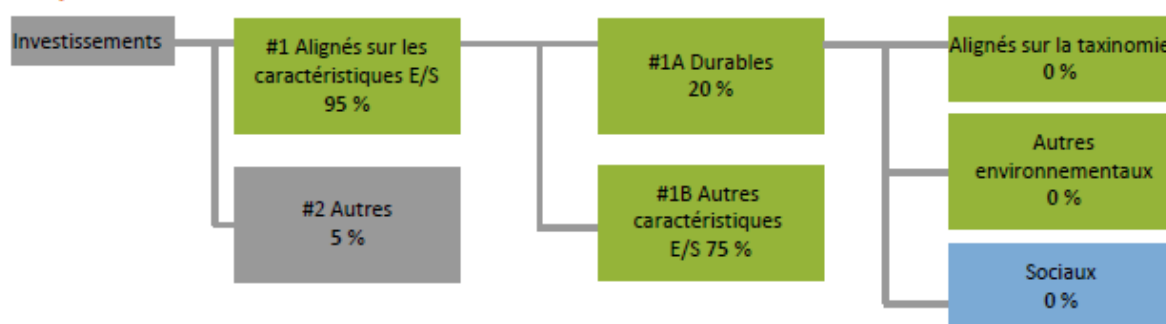 Investissements
#1 Alignés sur les
caractéristiques E/S
95 %
#2 Autres
5 %
#1A Durables
20 %
#1B Autres
caractéristiques
E/S 75 %
Alignés sur la taxinomie
0 %
Autres
environnementaux
0 %
Sociaux
0 %